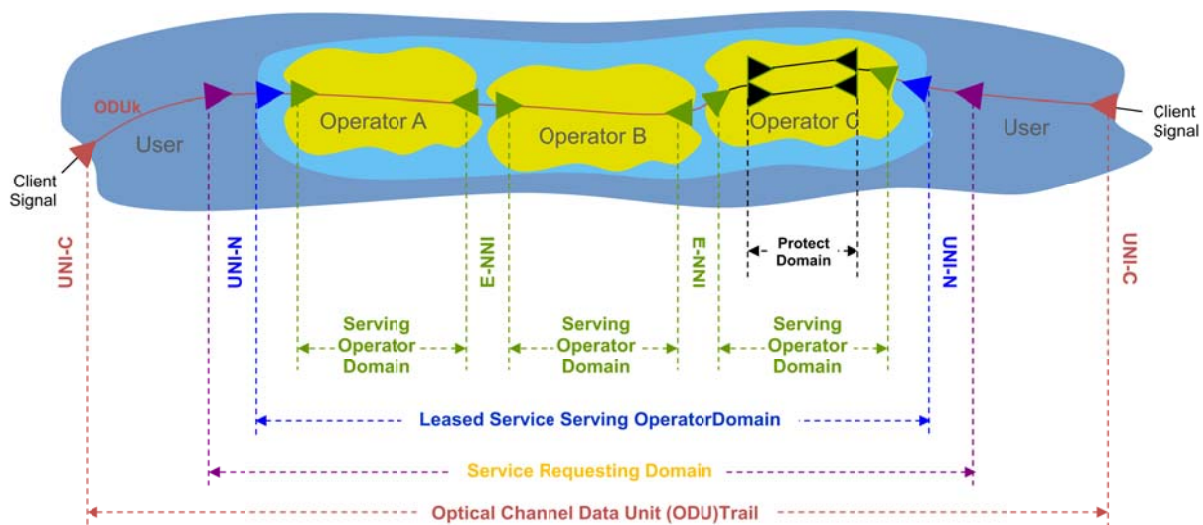 ODUk
User
Client
Signal
Operator A
Operator B
Operator C
User
Client
Signal
UNI-C
UNI-N
E-NNI
E-NNI
Protect
Domain
UNI-N
UNI-C
Serving
Operator
Domain
Serving
Operator
Domain
Serving
Operator
Domain
Leased Service Serving OperatorDomain
Service Requesting Domain
Optical Channel Data Unit (ODU)Trail